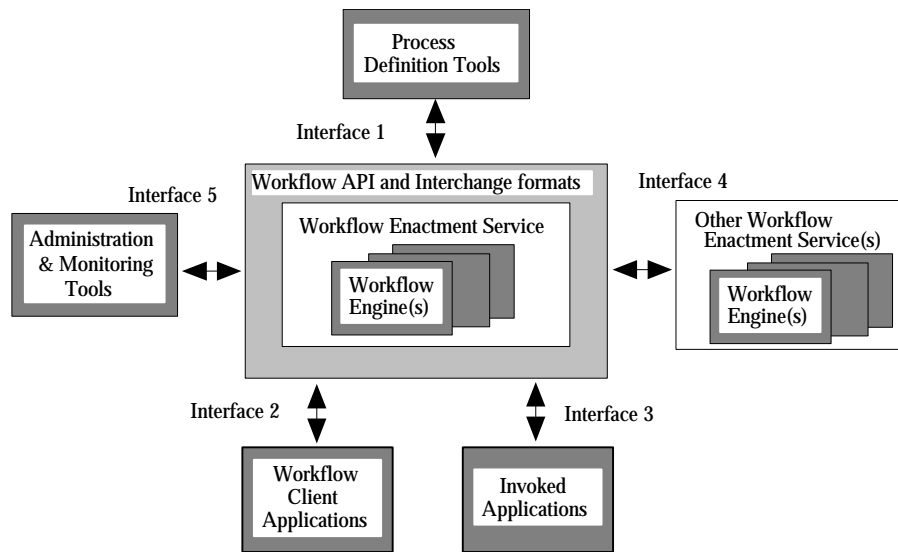 Process
Definition Tools
Interface 1
Workflow API and Interchange formats
Interface 5
Interface 4
Workflow Enactment Service
Workflow
Engine(s)
Administration
& Monitoring
Tools
Other Workflow
Enactment Service(s)
Workflow
Engine(s)
Interface 2
Interface 3
Workflow
Client
Applications
Invoked
Applications